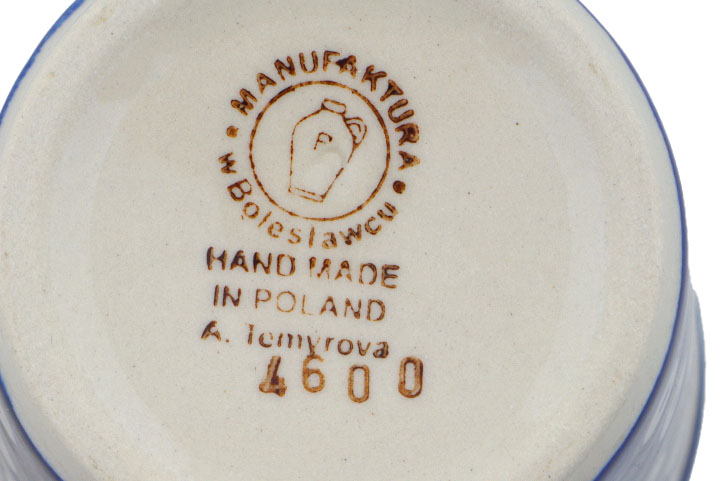 MANUFAKTURA
w Bolesławcu
P
HAND MADE
IN POLAND
A. Temyrova
4600